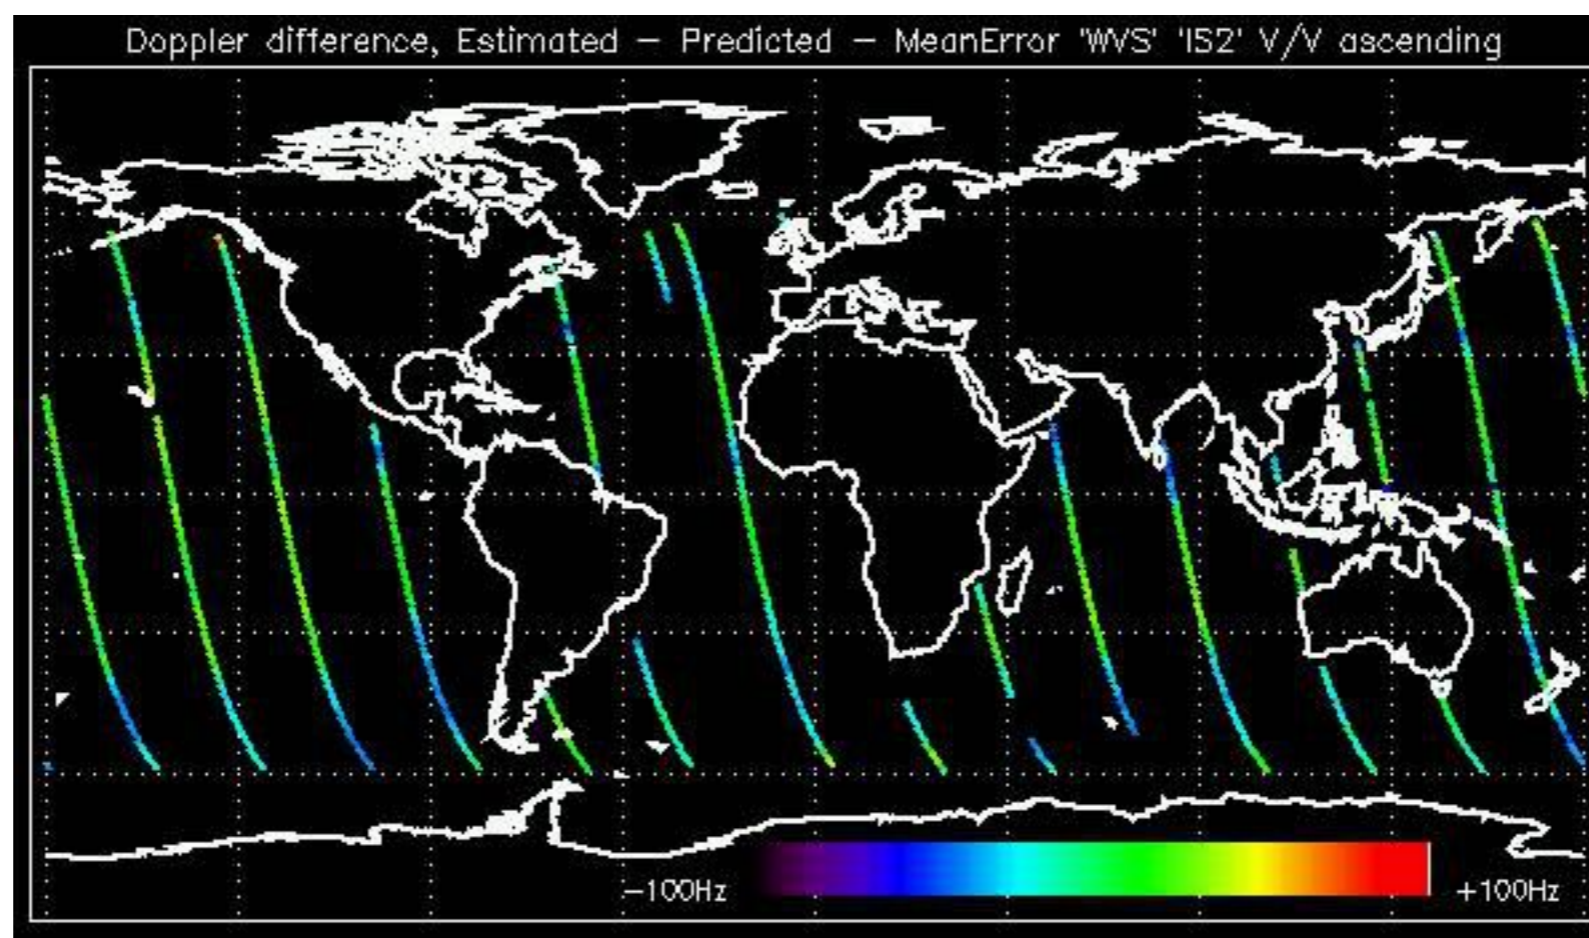 Doppler difference, Estimated – Predicted – MeanError 'WVS' 'IS2' V/V ascending
–100Hz +100Hz